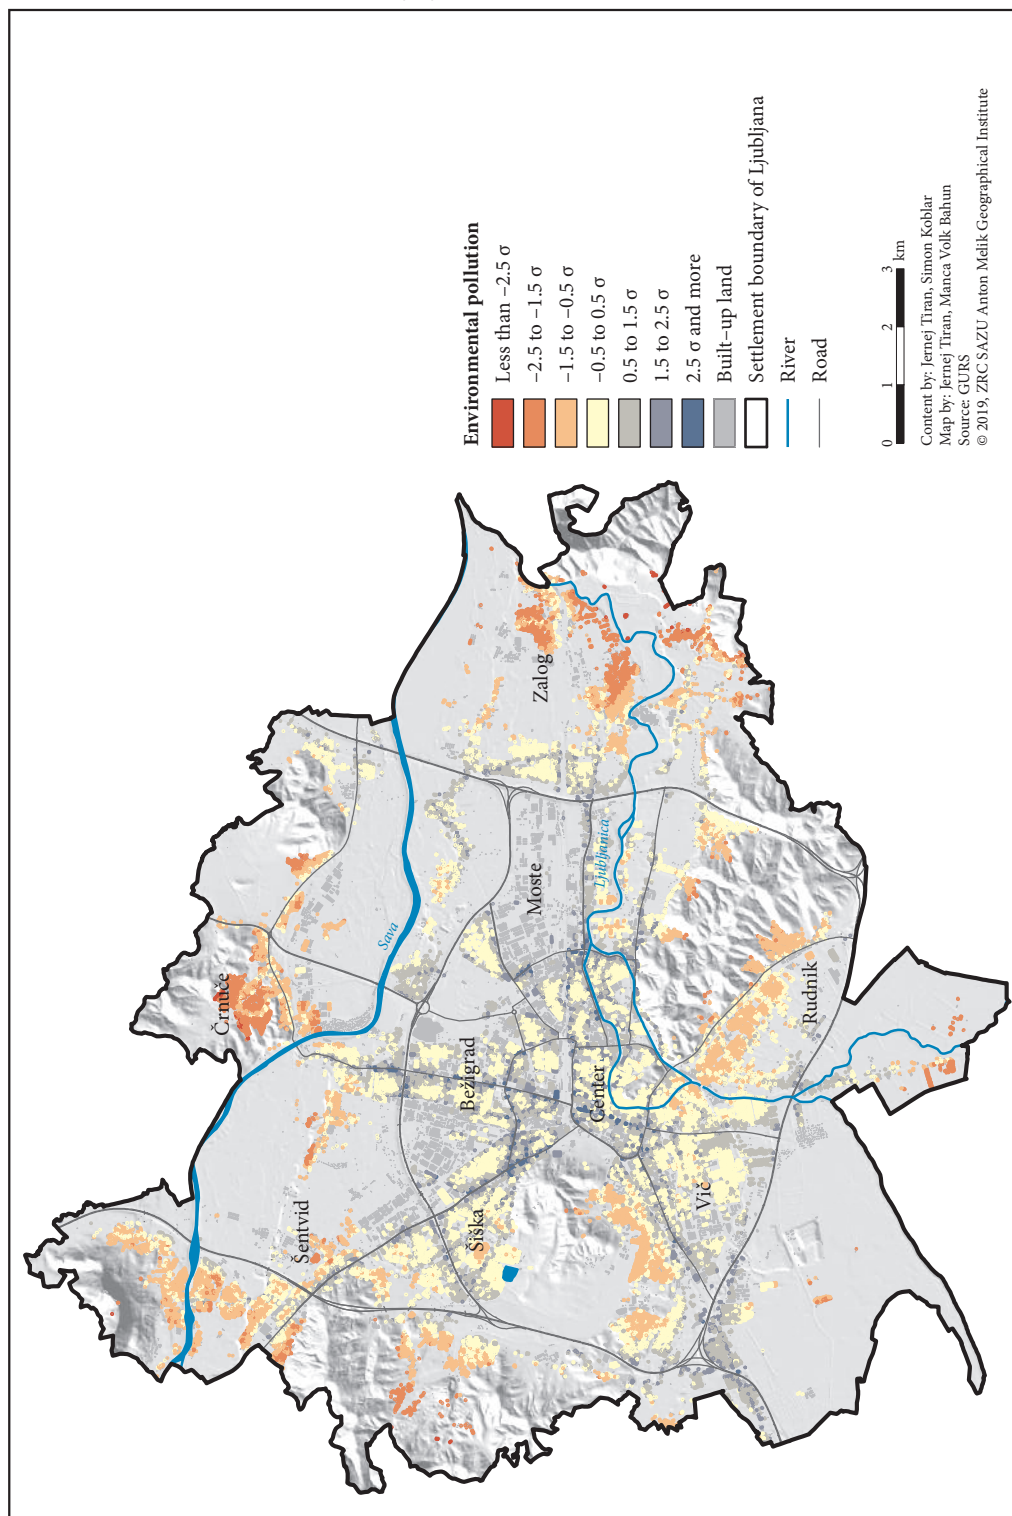 Environmental pollution
Less than −2.5 σ
−2.5 to −1.5 σ
−1.5 to −0.5 σ
−0.5 to 0.5 σ
0.5 to 1.5 σ
1.5 to 2.5 σ
2.5 σ and more
Built−up land
Settlement boundary of Ljubljana
River
Road
0 1 2 3
km
Content by: Jernej Tiran, Simon Koblar
Map by: Jernej Tiran, Manca Volk Bahun
Source: GURS
© 2019, ZRC SAZU Anton Melik Geographical Institute
Črnuče
Sava
Šentvid
Bežigrad
Šiška
Moste
Zalog
Center
Ljubljanica
Vič
Rudnik